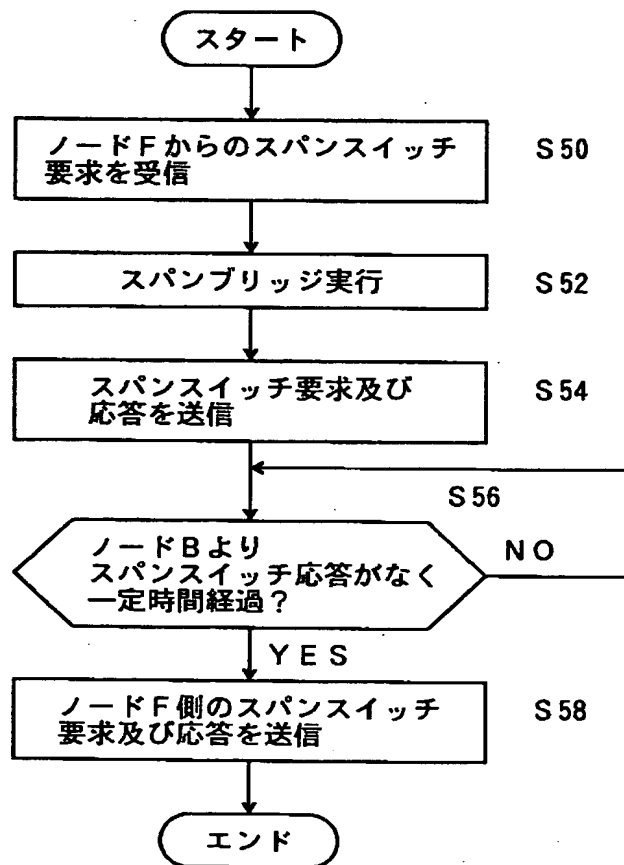 スタート
ノードFからのスパンスイッチ
要求を受信
S50
スパンブリッジ実行
S52
スパンスイッチ要求及び
応答を送信
S54
S56
ノードBより
スパンスイッチ応答がなく
一定時間経過?
NO
YES
ノードF側のスパンスイッチ
要求及び応答を送信
S58
エンド